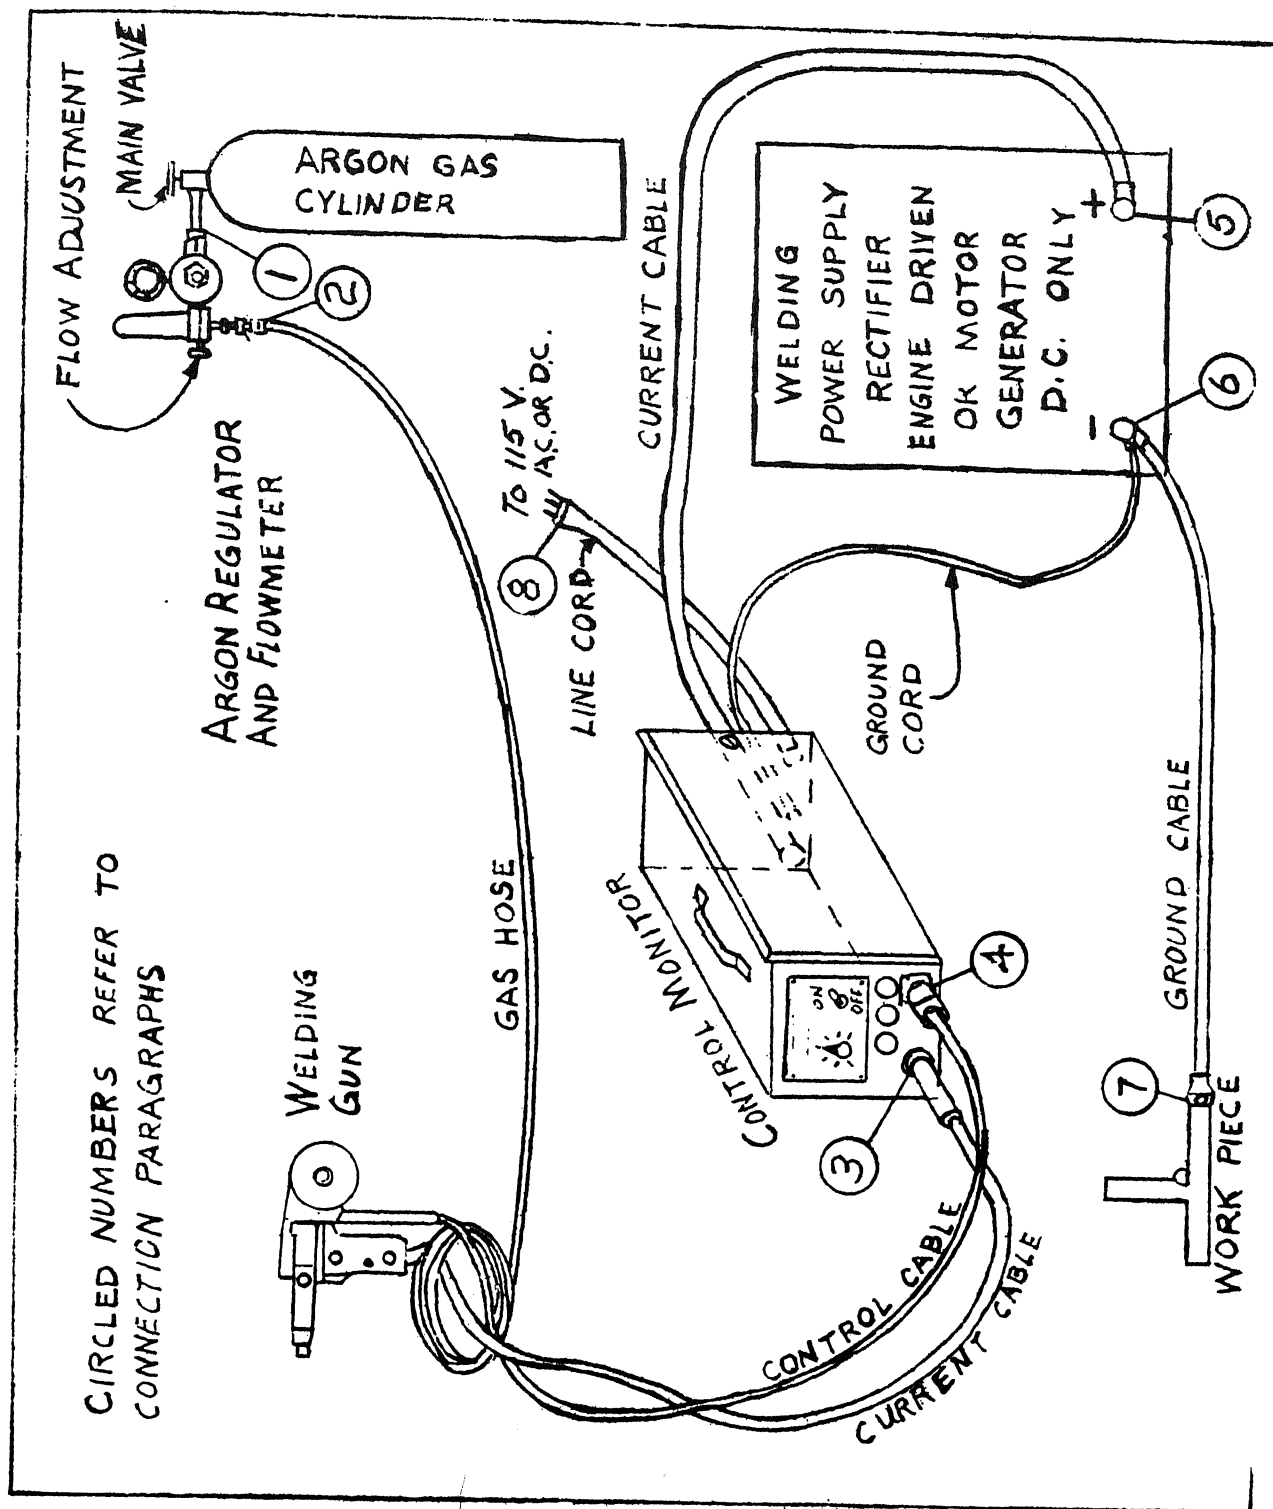 CIRCLED NUMBERS REFER TO
CONNECTION PARAGRAPHS
FLOW ADJUSTMENT
MAIN VALVE
ARGON GAS
CYLINDER
1
2
ARGON REGULATOR
AND FLOWMETER
WELDING
GUN
GAS HOSE
TO 115 V.
A.C. OR D.C.
8
LINE CORD
CURRENT CABLE
WELDING
POWER SUPPLY
RECTIFIER
ENGINE DRIVEN
OR MOTOR
GENERATOR
D.C. ONLY
+
-
5
6
GROUND
CORD
CONTROL MONITOR
ON
OFF
3
4
CONTROL CABLE
CURRENT CABLE
GROUND CABLE
7
WORK PIECE